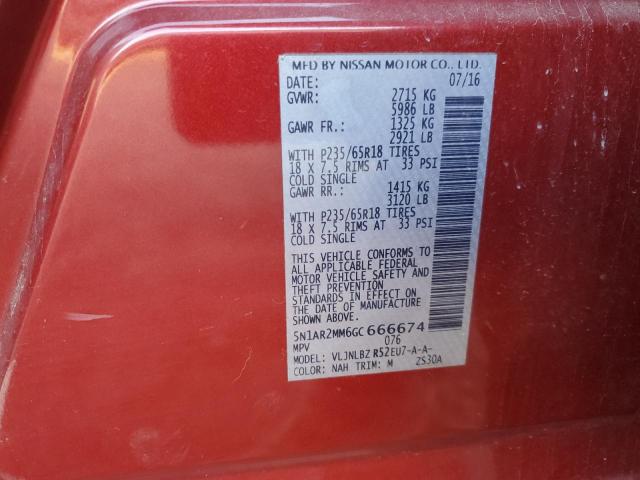 MFD BY NISSAN MOTOR CO., LTD.
DATE: 07/16
GVWR: 2715 KG
5986 LB
GAWR FR.: 1325 KG
2921 LB
WITH P235/65R18 TIRES
18 X 7.5 RIMS AT 33 PSI
COLD SINGLE
GAWR RR.: 1415 KG
3120 LB
WITH P235/65R18 TIRES
18 X 7.5 RIMS AT 33 PSI
COLD SINGLE
THIS VEHICLE CONFORMS TO
ALL APPLICABLE FEDERAL
MOTOR VEHICLE SAFETY AND
THEFT PREVENTION
STANDARDS IN EFFECT ON
THE DATE OF MANUFACTURE
SHOWN ABOVE.
5N1AR2MM6GC666674
MPV 076
MODEL: VLJNLBZ R52EU7-A-A-
COLOR: NAH TRIM: M 2S30A